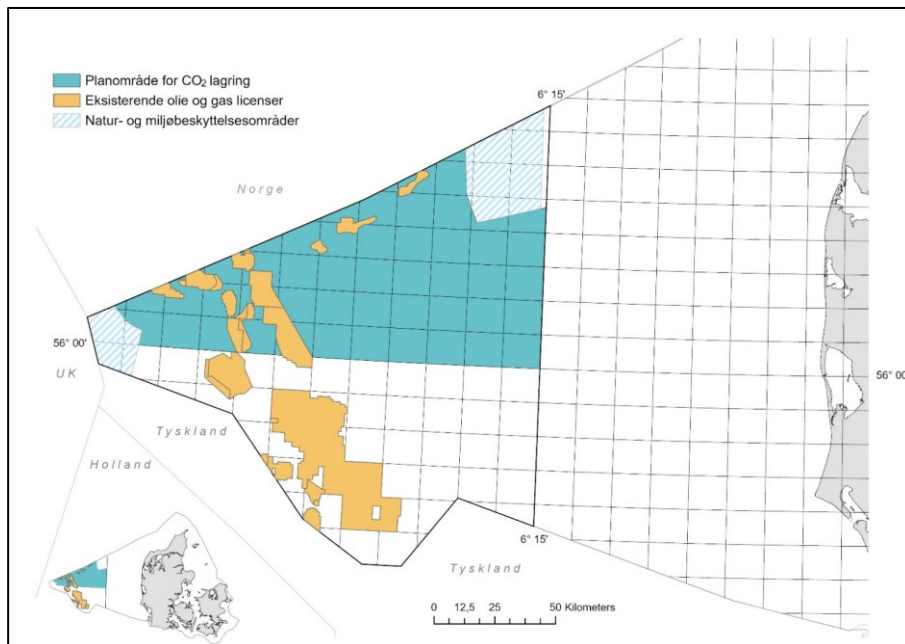 Planområde for CO₂ lagring
Eksisterende olie og gas licenser
Natur- og miljøbeskyttelsesområder
6° 15'
Norge
56° 00'
UK
56° 00'
Tyskland
Holland
6° 15'
Tyskland
0 12,5 25 50 Kilometers